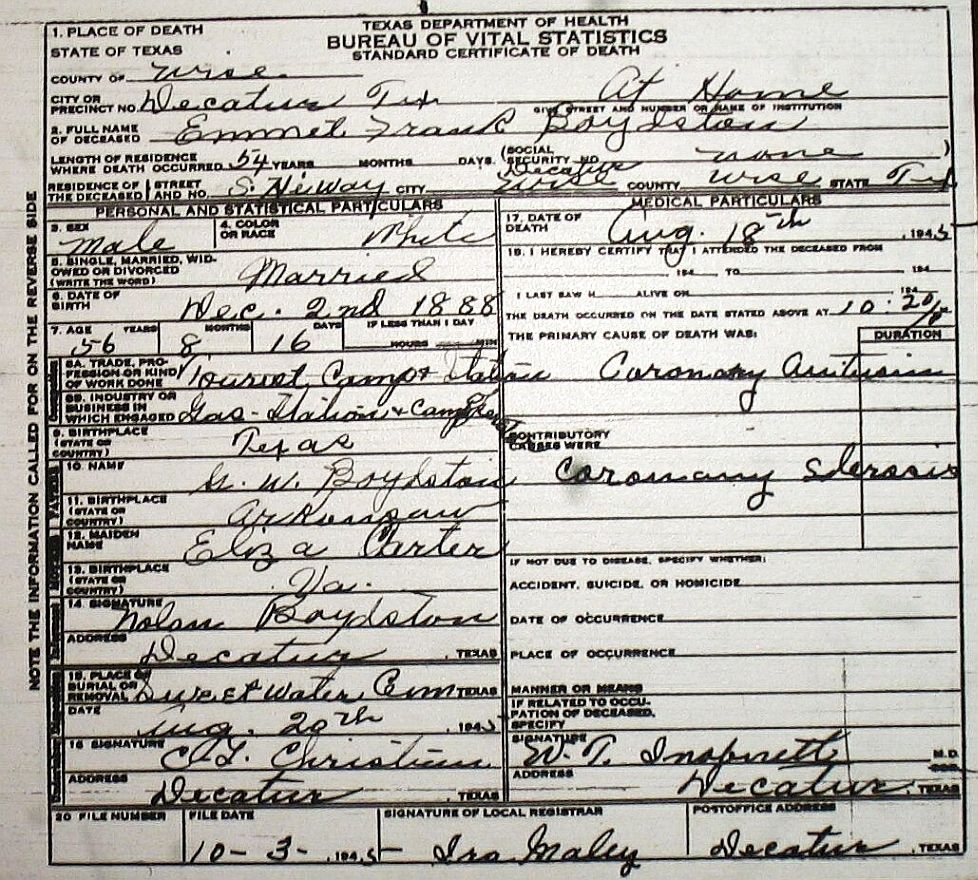 TEXAS DEPARTMENT OF HEALTH
BUREAU OF VITAL STATISTICS
STANDARD CERTIFICATE OF DEATH
1. PLACE OF DEATH
STATE OF TEXAS
COUNTY OF Wise
CITY OR PRECINCT NO. Decatur Tex At Home
GIVE STREET AND NUMBER OR NAME OF INSTITUTION
2. FULL NAME OF DECEASED Emmet Frank Boydston
LENGTH OF RESIDENCE WHERE DEATH OCCURRED 54 YEARS MONTHS DAYS. (SOCIAL SECURITY NO. none)
RESIDENCE OF THE DECEASED STREET AND NO. S. HiWay CITY Decatur Wise COUNTY Wise STATE Tex
PERSONAL AND STATISTICAL PARTICULARS
3. SEX Male
4. COLOR OR RACE White
5. SINGLE, MARRIED, WIDOWED OR DIVORCED (WRITE THE WORD) Married
6. DATE OF BIRTH Dec. 2nd 1888
7. AGE YEARS MONTHS DAYS IF LESS THAN 1 DAY
56 8 16 HOURS MIN
8A. TRADE, PROFESSION OR KIND OF WORK DONE Tourist Camp & Station
8B. INDUSTRY OR BUSINESS IN WHICH ENGAGED Gas-Station & Camp
9. BIRTHPLACE (STATE OR COUNTRY) Texas
10. NAME G. W. Boydston
11. BIRTHPLACE (STATE OR COUNTRY) Arkansaw
12. MAIDEN NAME Eliza Carter
13. BIRTHPLACE (STATE OR COUNTRY) Va.
14. SIGNATURE Nolan Boydston
ADDRESS Decatur, TEXAS
15. PLACE OF BURIAL OR REMOVAL Sweet Water Cem TEXAS
DATE Aug. 20th, 1945
16 SIGNATURE C. L. Christian
ADDRESS Decatur, TEXAS
MEDICAL PARTICULARS
17. DATE OF DEATH Aug. 18th, 1945
18. I HEREBY CERTIFY THAT I ATTENDED THE DECEASED FROM
, 194 TO , 194
I LAST SAW H ALIVE ON 194
THE DEATH OCCURRED ON THE DATE STATED ABOVE AT 10:20
THE PRIMARY CAUSE OF DEATH WAS: DURATION
Coronary
CONTRIBUTORY CAUSES WERE
Coronary Sclerosis
IF NOT DUE TO DISEASE, SPECIFY WHETHER:
ACCIDENT, SUICIDE, OR HOMICIDE
DATE OF OCCURRENCE
PLACE OF OCCURRENCE
MANNER OR MEANS
IF RELATED TO OCCUPATION OF DECEASED, SPECIFY
SIGNATURE W. T. M.D.
ADDRESS Decatur, TEXAS
20 FILE NUMBER
FILE DATE 10-3-, 1945
SIGNATURE OF LOCAL REGISTRAR Ira Maley
POSTOFFICE ADDRESS Decatur, TEXAS
NOTE THE INFORMATION CALLED FOR ON THE REVERSE SIDE